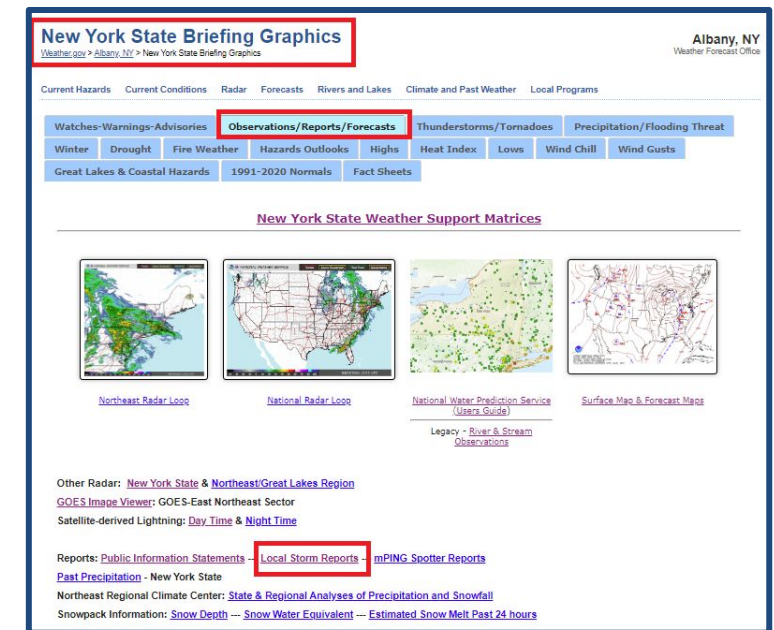 New York State Briefing Graphics
Weather.gov > Albany, NY > New York State Briefing Graphics
Albany, NY
Weather Forecast Office
Current Hazards Current Conditions Radar Forecasts Rivers and Lakes Climate and Past Weather Local Programs
Watches-Warnings-Advisories Observations/Reports/Forecasts Thunderstorms/Tornadoes Precipitation/Flooding Threat
Winter Drought Fire Weather Hazards Outlooks Highs Heat Index Lows Wind Chill Wind Gusts
Great Lakes & Coastal Hazards 1991-2020 Normals Fact Sheets
New York State Weather Support Matrices
Northeast Radar Loop
National Radar Loop
National Water Prediction Service
(Users Guide)
Legacy - River & Stream
Observations
Surface Map & Forecast Maps
Other Radar: New York State & Northeast/Great Lakes Region
GOES Image Viewer: GOES-East Northeast Sector
Satellite-derived Lightning: Day Time & Night Time
Reports: Public Information Statements --- Local Storm Reports --- mPING Spotter Reports
Past Precipitation - New York State
Northeast Regional Climate Center: State & Regional Analyses of Precipitation and Snowfall
Snowpack Information: Snow Depth --- Snow Water Equivalent --- Estimated Snow Melt Past 24 hours